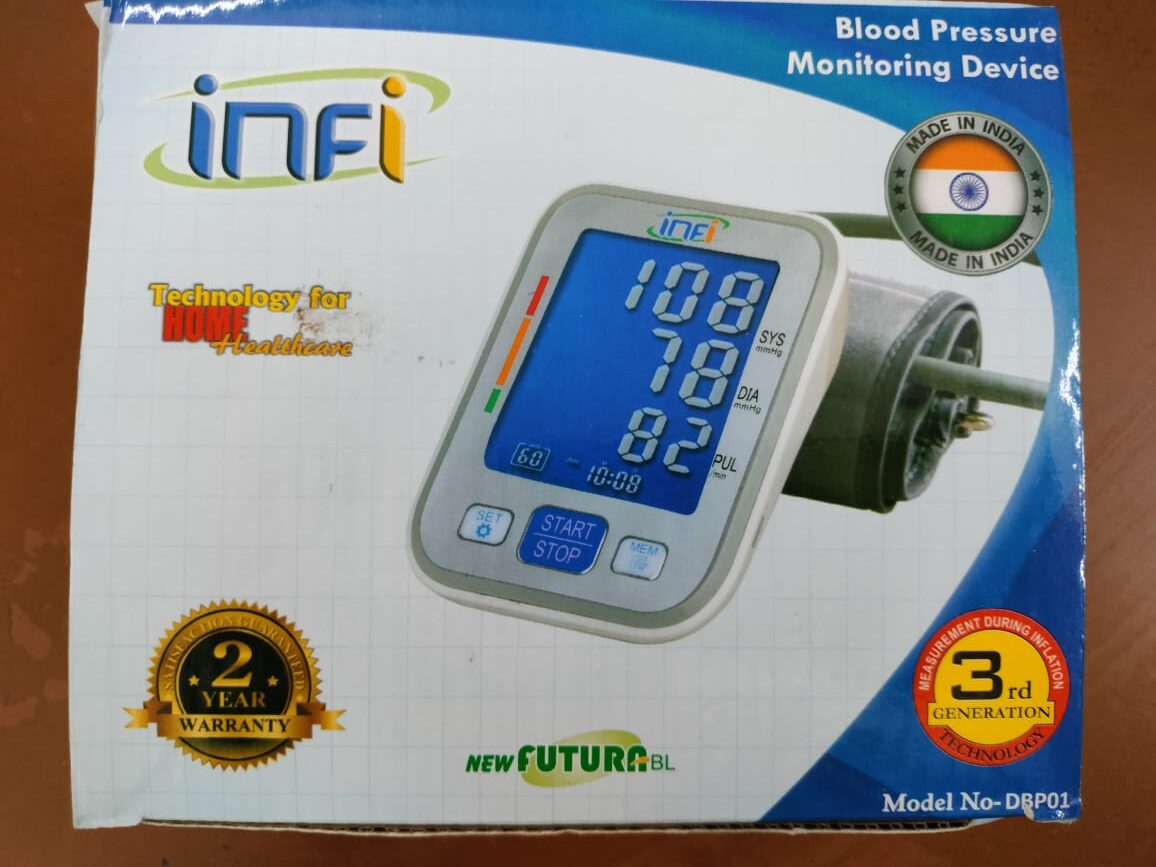 Blood Pressure
Monitoring Device
infi
MADE IN INDIA
MADE IN INDIA
infi
108
SYS
mmHg
78
DIA
mmHg
82
PUL
/min
60
10:08
SET
START
STOP
MEM
Technology for
HOME
Healthcare
SATISFACTION GUARANTEED
2
YEAR
WARRANTY
NEW FUTURA-BL
MEASUREMENT DURING INFLATION
3rd
GENERATION
TECHNOLOGY
Model No- DBP01